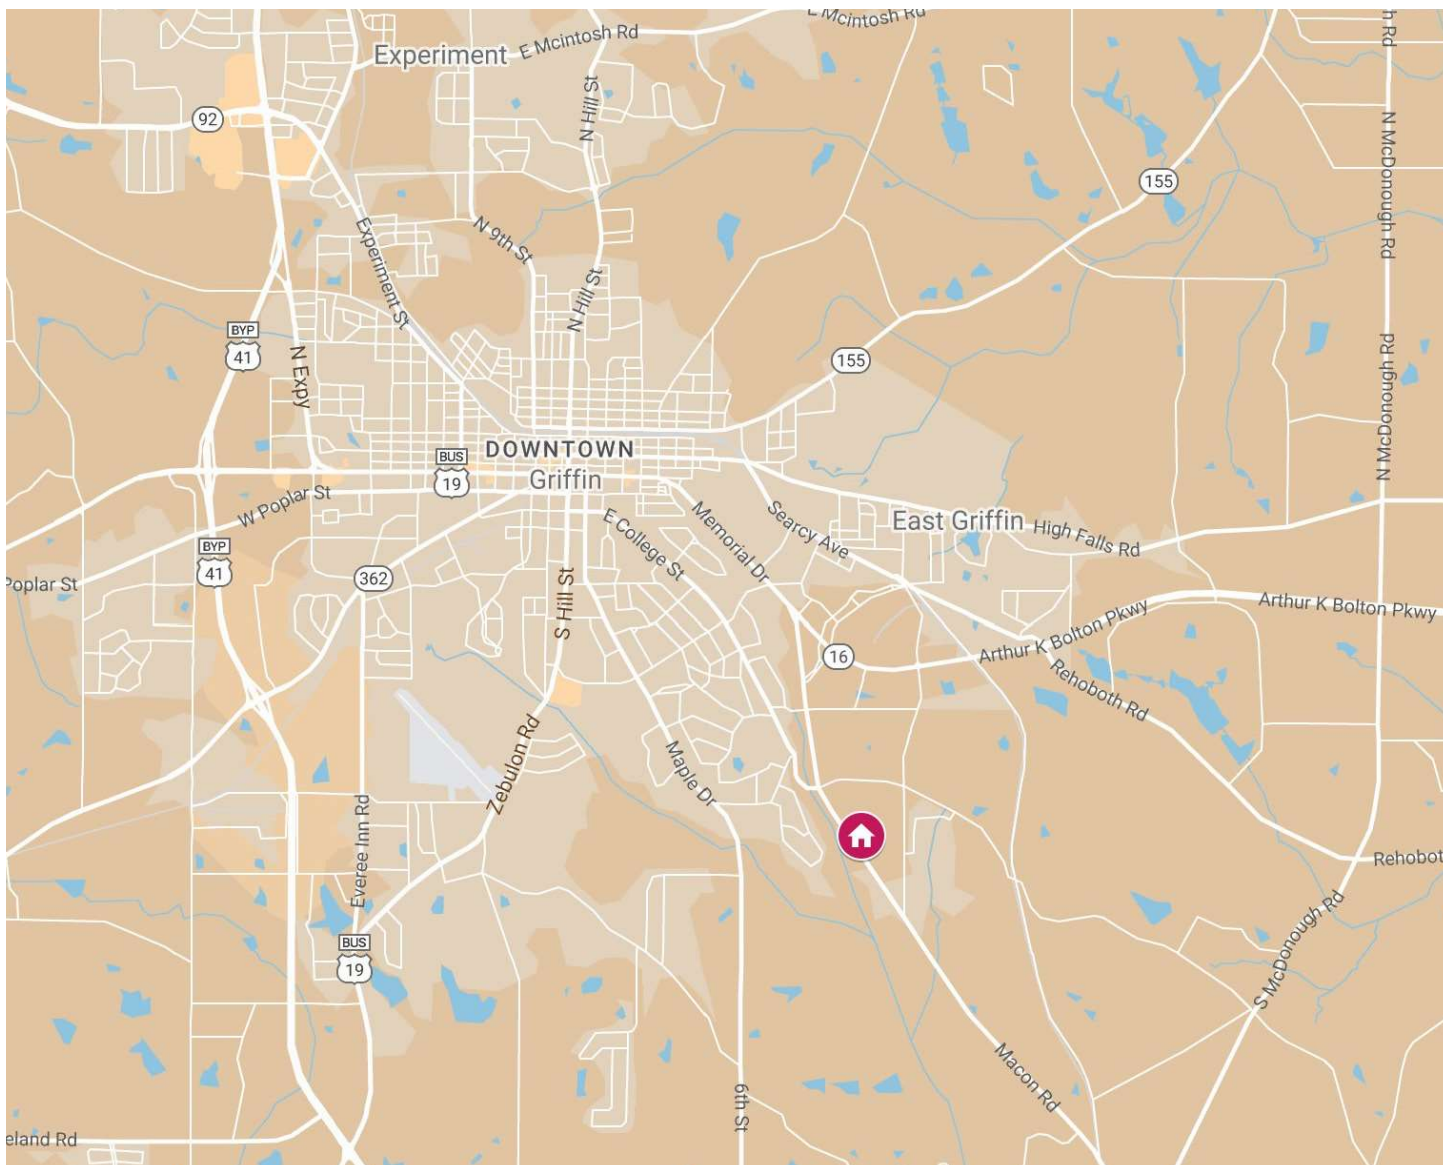 E Mcintosh Rd
h Rd
Experiment
E Mcintosh Rd
N Hill St
92
N McDonough Rd
155
Experiment St
N 9th St
N Hill St
BYP
41
N Expy
155
N McDonough Rd
DOWNTOWN
Griffin
BUS
19
W Poplar St
E College St
Memorial Dr
Searcy Ave
East Griffin
High Falls Rd
BYP
41
Poplar St
362
S Hill St
Arthur K Bolton Pkwy
Arthur K Bolton Pkwy
16
Rehoboth Rd
Zebulon Rd
Maple Dr
Everee Inn Rd
Rehobot
S McDonough Rd
BUS
19
Macon Rd
6th St
eland Rd